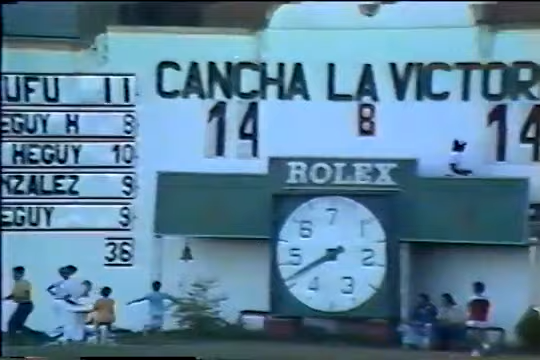 CANCHA LA VICTOR
14 8 14
UFU 11
EGUY H 8
HEGUY 10
NZALEZ 9
EGUY 9
36
ROLEX
7
6 1
5 2
4 3